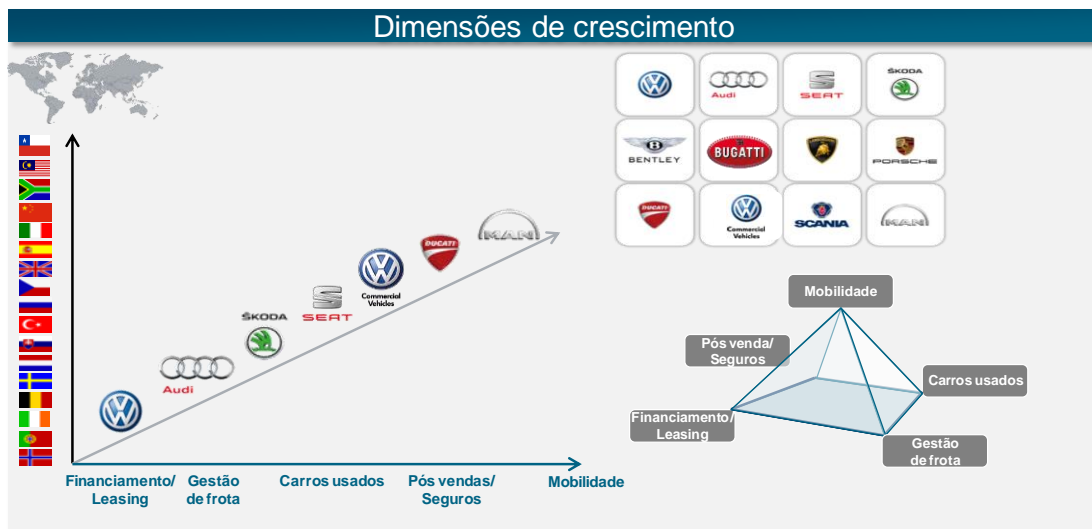 Dimensões de crescimento
Audi
SEAT
ŠKODA
BENTLEY
BUGATTI
PORSCHE
DUCATI
Commercial
Vehicles
SCANIA
MAN
MAN
DUCATI
Commercial
Vehicles
SEAT
ŠKODA
Audi
Financiamento/
Leasing
Gestão
de frota
Carros usados
Pós vendas/
Seguros
Mobilidade
Mobilidade
Pós venda/
Seguros
Carros usados
Financiamento/
Leasing
Gestão
de frota